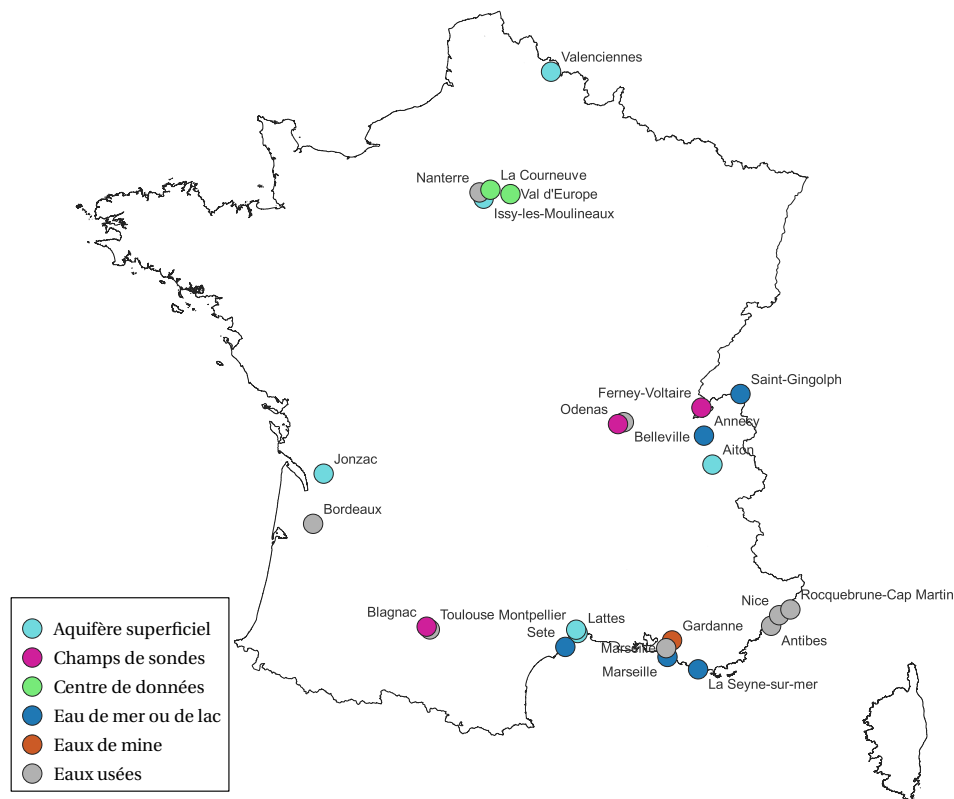 Valenciennes
La Courneuve
Nanterre
Val d'Europe
Issy-les-Moulineaux
Saint-Gingolph
Ferney-Voltaire
Odenas
Annecy
Belleville
Aiton
Jonzac
Bordeaux
Rocquebrune-Cap Martin
Nice
Blagnac
Toulouse Montpellier
Lattes
Gardanne
Sete
Antibes
Marseille
Marseille
La Seyne-sur-mer
Aquifère superficiel
Champs de sondes
Centre de données
Eau de mer ou de lac
Eaux de mine
Eaux usées